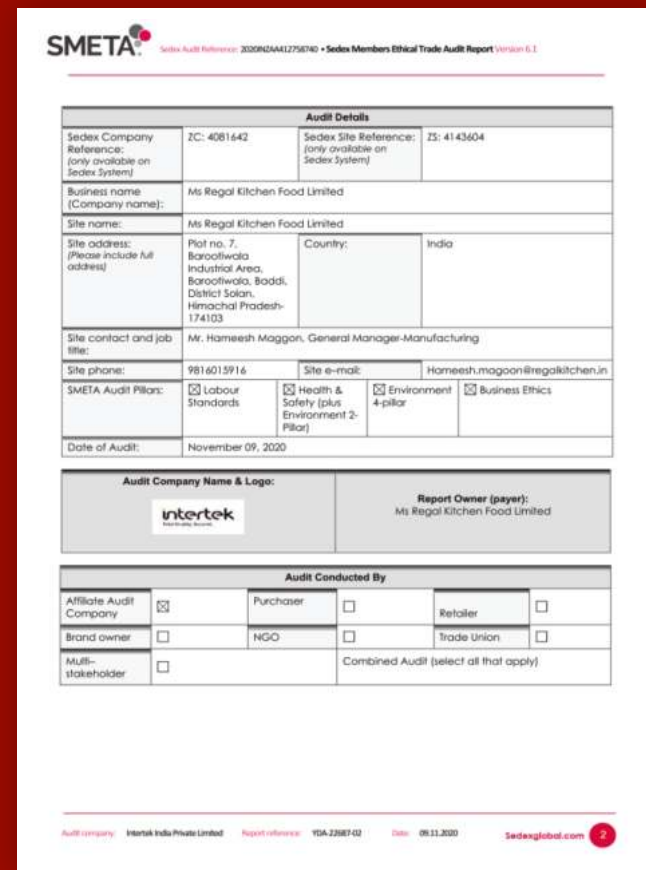 SMETA
Sedex Audit Reference: 2020INZAA412758740 • Sedex Members Ethical Trade Audit Report Version 6.1
Audit Details
Sedex Company Reference: (only available on Sedex System) ZC: 4081642 Sedex Site Reference: (only available on Sedex System) ZS: 4143604
Business name (Company name): Ms Regal Kitchen Food Limited
Site name: Ms Regal Kitchen Food Limited
Site address: (Please include full address) Plot no. 7, Barootiwala Industrial Area, Barootiwala, Baddi, District Solan, Himachal Pradesh-174103 Country: India
Site contact and job title: Mr. Hameesh Maggon, General Manager-Manufacturing
Site phone: 9816015916 Site e-mail: Hameesh.magoon@regalkitchen.in
SMETA Audit Pillars: ☒ Labour Standards ☒ Health & Safety (plus Environment 2-Pillar) ☒ Environment 4-pillar ☒ Business Ethics
Date of Audit: November 09, 2020
Audit Company Name & Logo:
intertek
Report Owner (payer):
Ms Regal Kitchen Food Limited
Audit Conducted By
Affiliate Audit Company ☒ Purchaser ☐ Retailer ☐
Brand owner ☐ NGO ☐ Trade Union ☐
Multi-stakeholder ☐ Combined Audit (select all that apply)
Audit company: Intertek India Private Limited Report reference: YDA-22687-02 Date: 09.11.2020 Sedexglobal.com 2